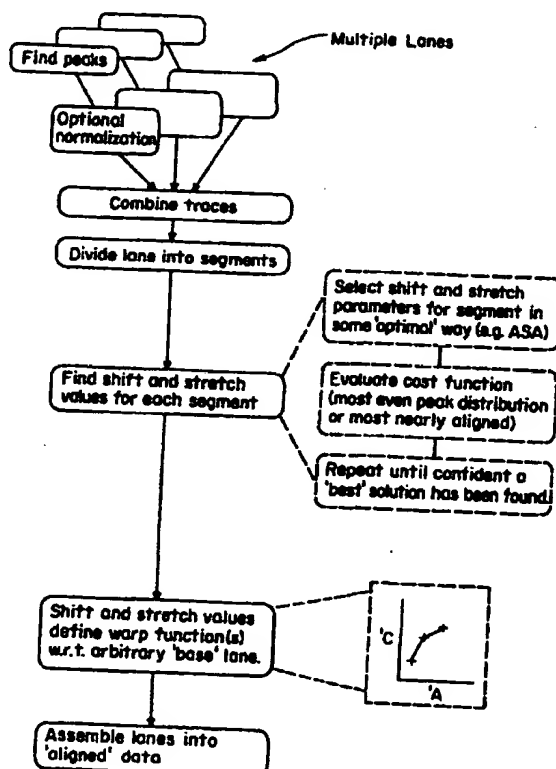 Multiple Lanes
Find peaks
Optional
normalization
Combine traces
Divide lane into segments
Select shift and stretch
parameters for segment in
some 'optimal' way (e.g. ASA)
Find shift and stretch
values for each segment
Evaluate cost function
(most even peak distribution
or most nearly aligned)
Repeat until confident a
'best' solution has been found.
Shift and stretch values
define warp function(s)
w.r.t. arbitrary 'base' lane.
'C
'A
Assemble lanes into
'aligned' data